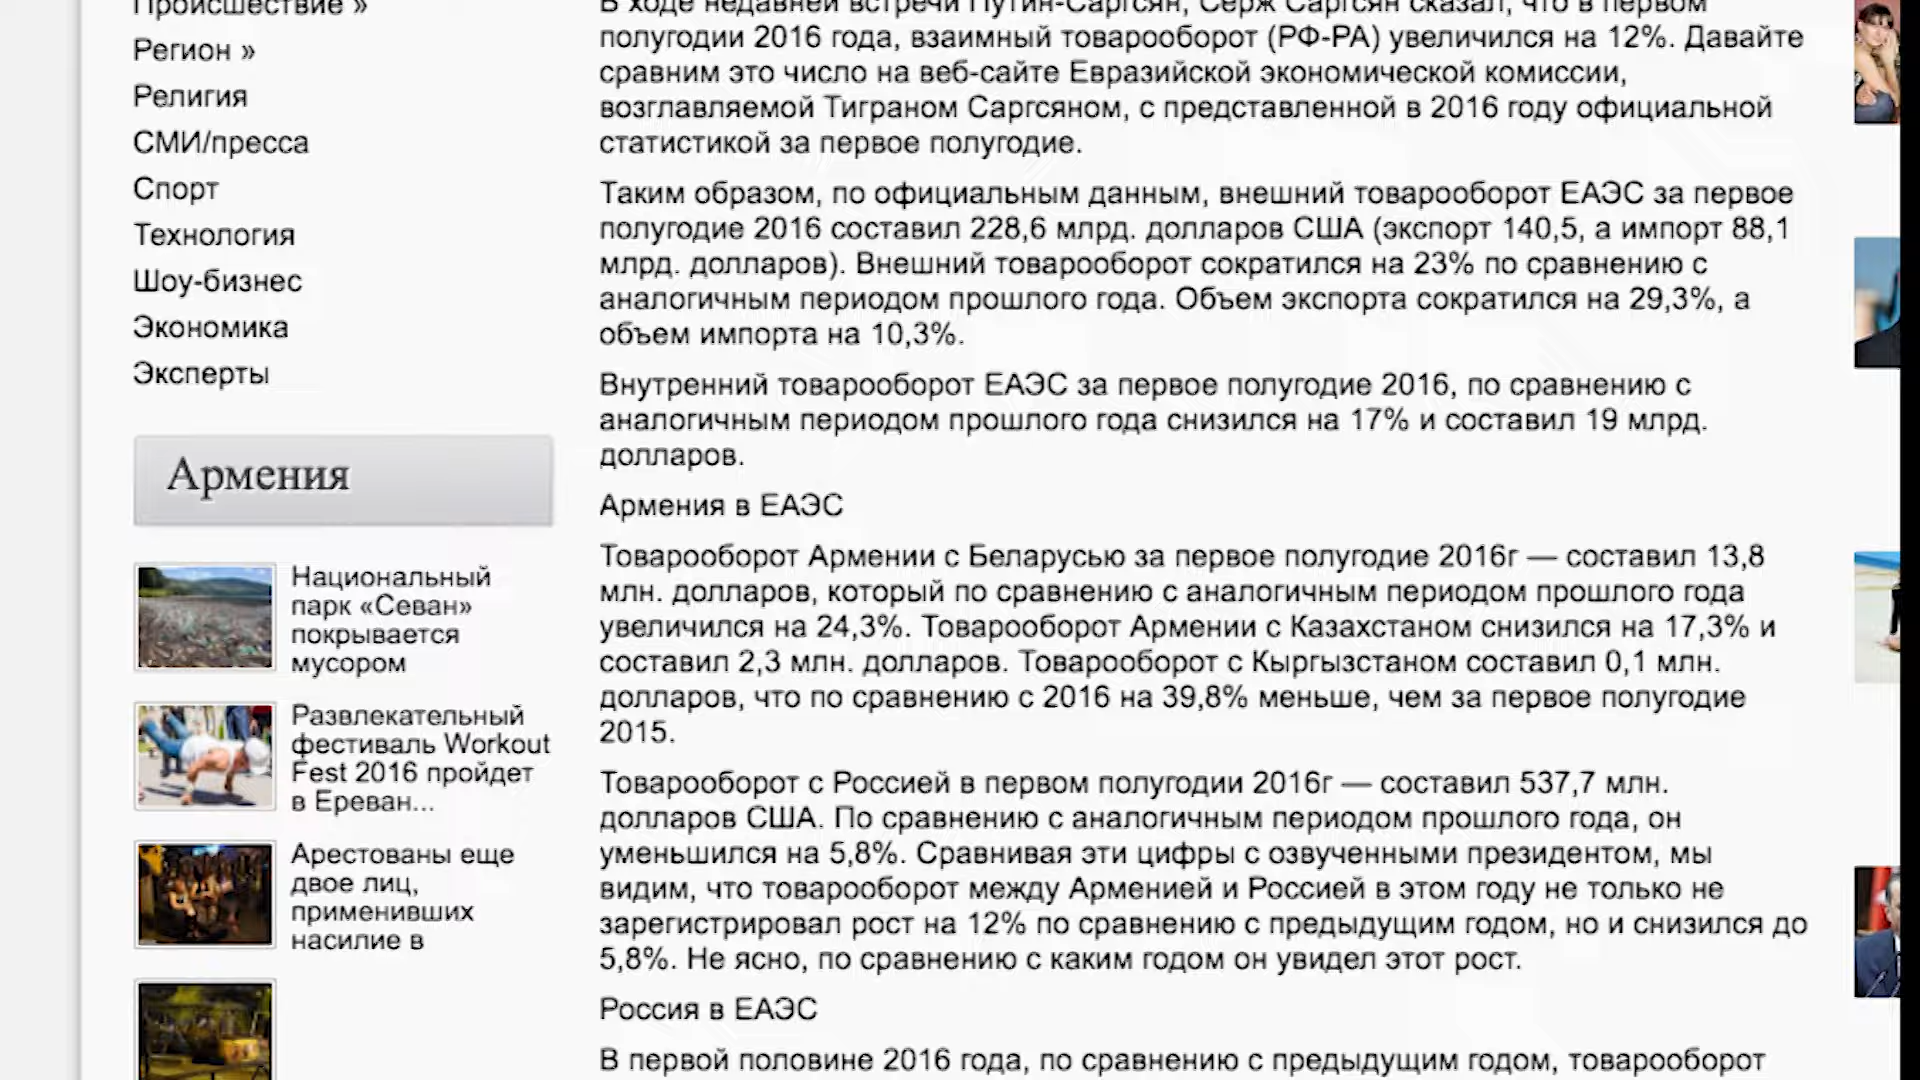 Происшествие »
Регион »
Религия
СМИ/пресса
Спорт
Технология
Шоу-бизнес
Экономика
Эксперты
Армения
Национальный
парк «Севан»
покрывается
мусором
Развлекательный
фестиваль Workout
Fest 2016 пройдет
в Ереван...
Арестованы еще
двое лиц,
применивших
насилие в
В ходе недавней встречи Путин-Саргсян, Серж Саргсян сказал, что в первом
полугодии 2016 года, взаимный товарооборот (РФ-РА) увеличился на 12%. Давайте
сравним это число на веб-сайте Евразийской экономической комиссии,
возглавляемой Тиграном Саргсяном, с представленной в 2016 году официальной
статистикой за первое полугодие.
Таким образом, по официальным данным, внешний товарооборот ЕАЭС за первое
полугодие 2016 составил 228,6 млрд. долларов США (экспорт 140,5, а импорт 88,1
млрд. долларов). Внешний товарооборот сократился на 23% по сравнению с
аналогичным периодом прошлого года. Объем экспорта сократился на 29,3%, а
объем импорта на 10,3%.
Внутренний товарооборот ЕАЭС за первое полугодие 2016, по сравнению с
аналогичным периодом прошлого года снизился на 17% и составил 19 млрд.
долларов.
Армения в ЕАЭС
Товарооборот Армении с Беларусью за первое полугодие 2016г — составил 13,8
млн. долларов, который по сравнению с аналогичным периодом прошлого года
увеличился на 24,3%. Товарооборот Армении с Казахстаном снизился на 17,3% и
составил 2,3 млн. долларов. Товарооборот с Кыргызстаном составил 0,1 млн.
долларов, что по сравнению с 2016 на 39,8% меньше, чем за первое полугодие
2015.
Товарооборот с Россией в первом полугодии 2016г — составил 537,7 млн.
долларов США. По сравнению с аналогичным периодом прошлого года, он
уменьшился на 5,8%. Сравнивая эти цифры с озвученными президентом, мы
видим, что товарооборот между Арменией и Россией в этом году не только не
зарегистрировал рост на 12% по сравнению с предыдущим годом, но и снизился до
5,8%. Не ясно, по сравнению с каким годом он увидел этот рост.
Россия в ЕАЭС
В первой половине 2016 года, по сравнению с предыдущим годом, товарооборот